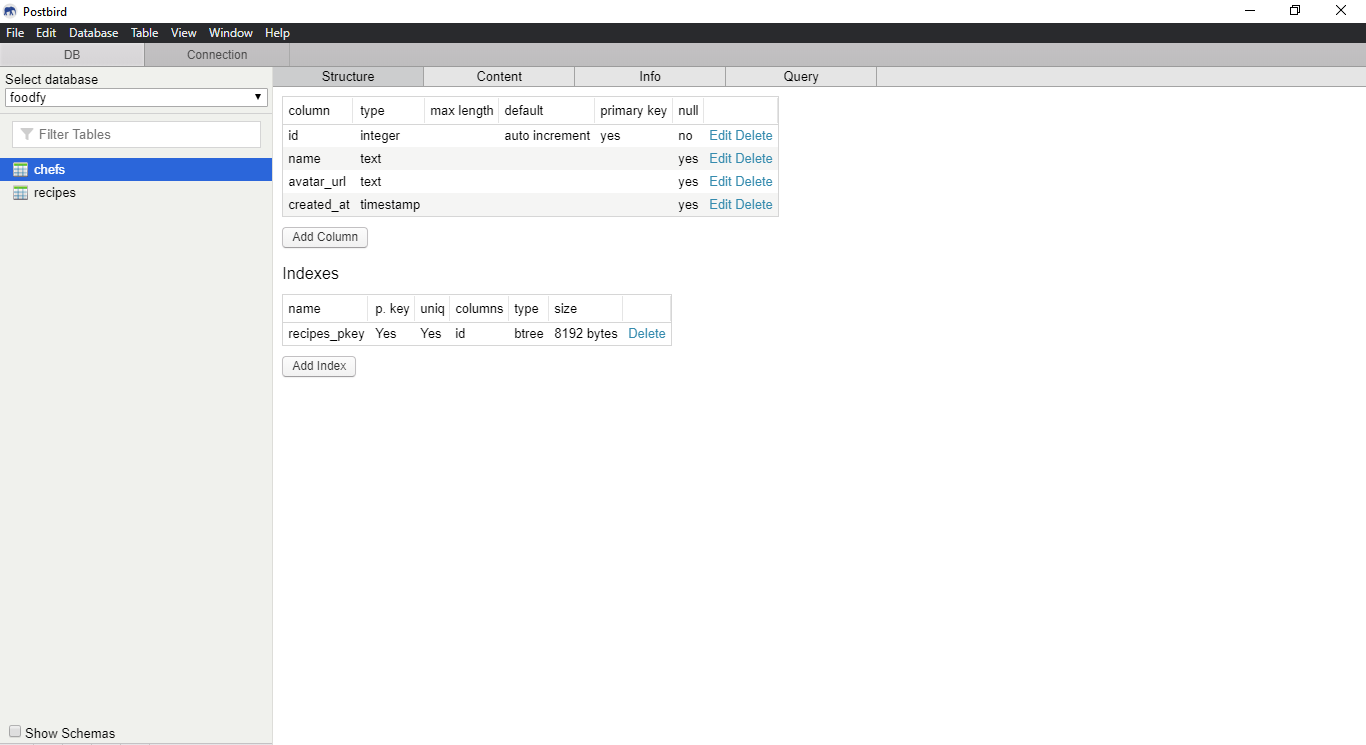 Postbird
File Edit Database Table View Window Help
DB Connection
Select database
foodfy
Filter Tables
chefs
recipes
Show Schemas
Structure Content Info Query
column type max length default primary key null
id integer auto increment yes no Edit Delete
name text yes Edit Delete
avatar_url text yes Edit Delete
created_at timestamp yes Edit Delete
Add Column
Indexes
name p. key uniq columns type size
recipes_pkey Yes Yes id btree 8192 bytes Delete
Add Index